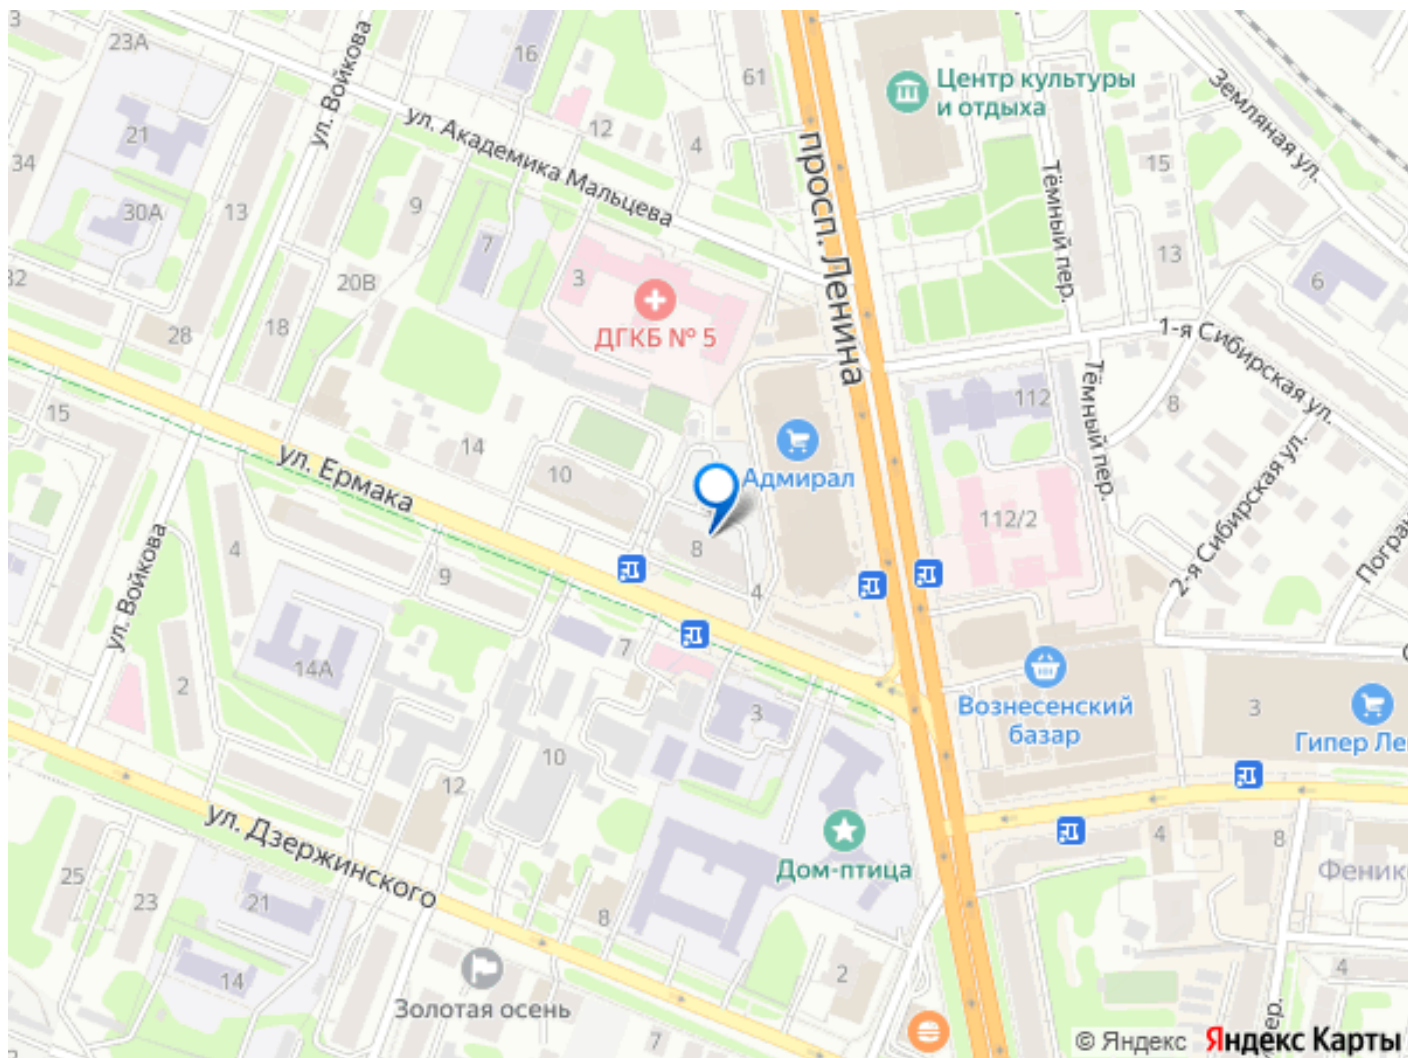 3
23А
16
61
Центр культуры
и отдыха
Земляная ул.
ул. Войкова
21
ул. Академика Мальцева
12
4
просп. Ленина
15
Тёмный пер.
34
30А
13
9
7
3
13
6
32
20В
28
18
ДГКБ № 5
1-я Сибирская ул.
15
14
112
Тёмный пер.
8
ул. Ермака
10
Адмирал
112/2
2-я Сибирская ул.
ул. Войкова
4
9
8
4
7
14А
2
3
Вознесенский
базар
3
Гипер Ле
10
12
ул. Дзержинского
Дом-птица
4
8
Феник
25
23
21
8
14
Золотая осень
2
4
7
ер.
© Яндекс
Яндекс Карты